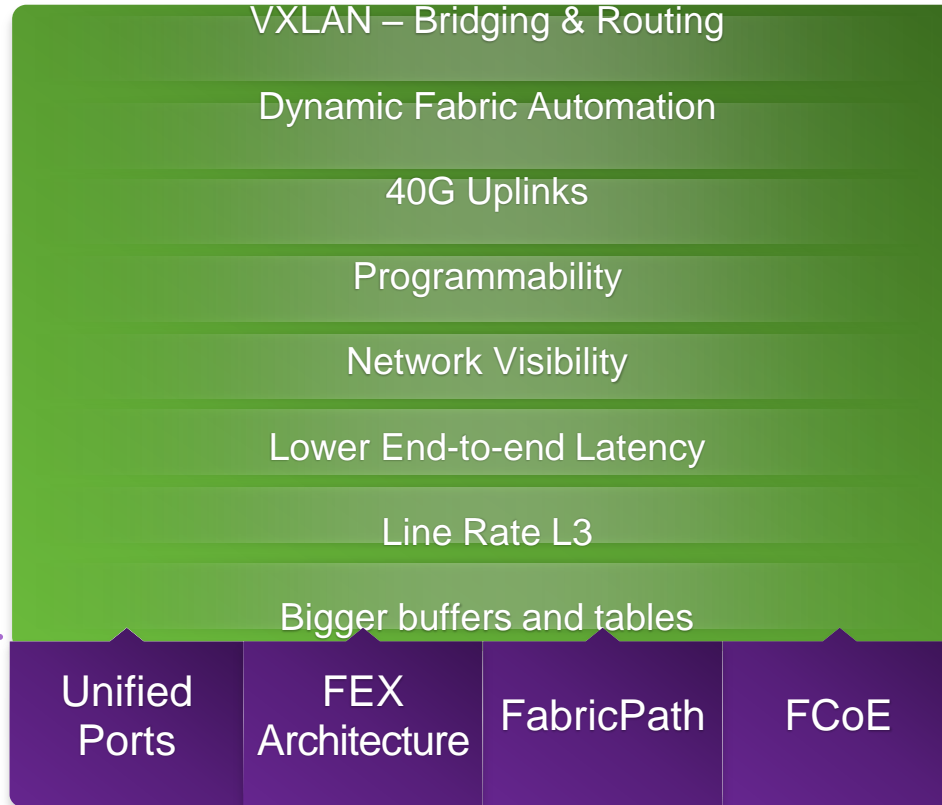 VXLAN – Bridging & Routing
Dynamic Fabric Automation
40G Uplinks
Programmability
Network Visibility
Lower End-to-end Latency
Line Rate L3
Bigger buffers and tables
Unified
Ports
FEX
Architecture
FabricPath
FCoE